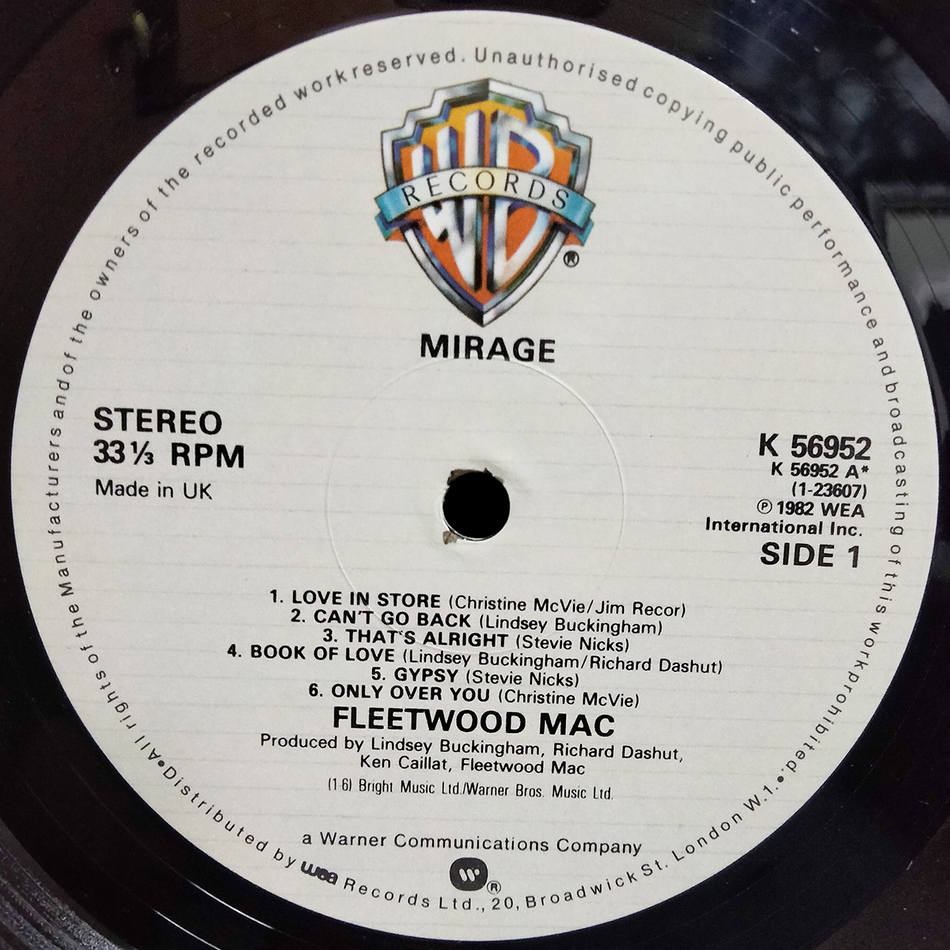 WB
RECORDS
®
MIRAGE
STEREO
33⅓ RPM
Made in UK
K 56952
K 56952 A*
(1-23607)
℗ 1982 WEA
International Inc.
SIDE 1
1. LOVE IN STORE (Christine McVie/Jim Recor)
2. CAN'T GO BACK (Lindsey Buckingham)
3. THAT'S ALRIGHT (Stevie Nicks)
4. BOOK OF LOVE (Lindsey Buckingham/Richard Dashut)
5. GYPSY (Stevie Nicks)
6. ONLY OVER YOU (Christine McVie)
FLEETWOOD MAC
Produced by Lindsey Buckingham, Richard Dashut,
Ken Caillat, Fleetwood Mac
(1 6) Bright Music Ltd./Warner Bros. Music Ltd.
a Warner Communications Company
®
All rights of the Manufacturers and of the owners of the recorded work reserved. Unauthorised copying public performance and broadcasting of this work prohibited.
Distributed by wea Records Ltd., 20, Broadwick St. London W.1.